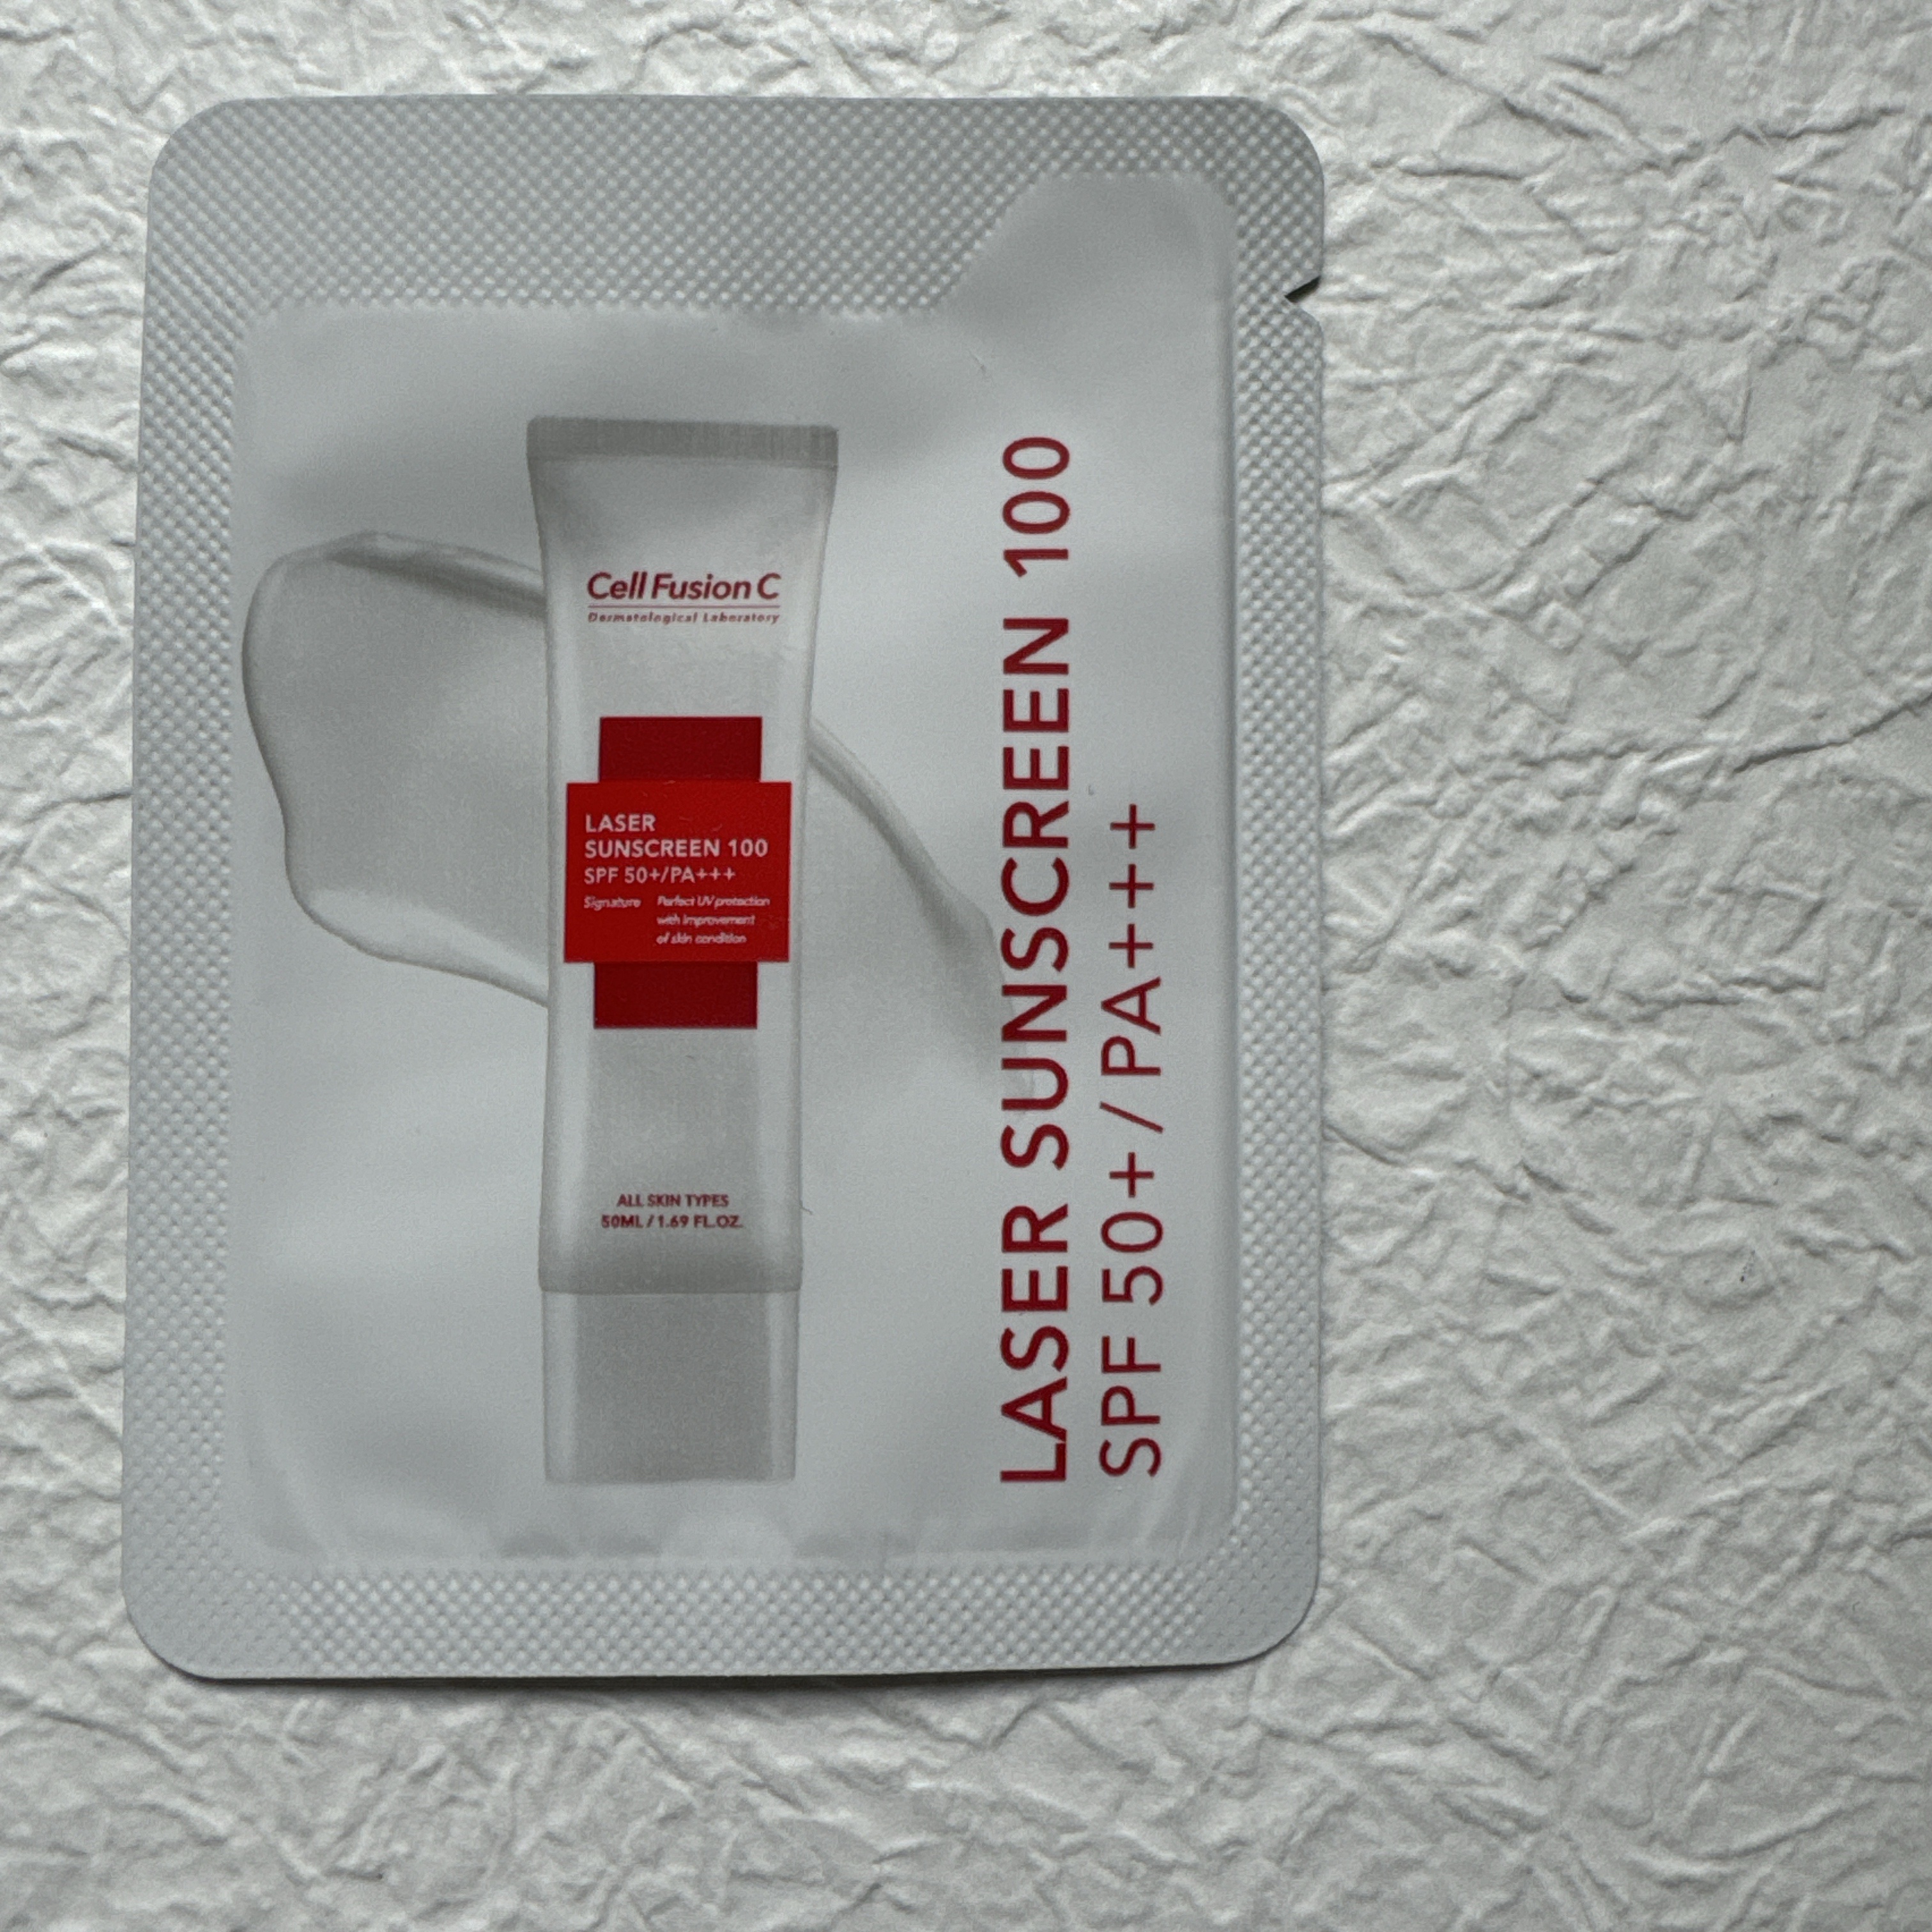 Cell Fusion C
Dermatological Laboratory
LASER
SUNSCREEN 100
SPF 50+/PA+++
Signature Perfect UV protection
with improvement
of skin condition
ALL SKIN TYPES
50ML / 1.69 FL.OZ.
LASER SUNSCREEN 100
SPF 50+ / PA+++